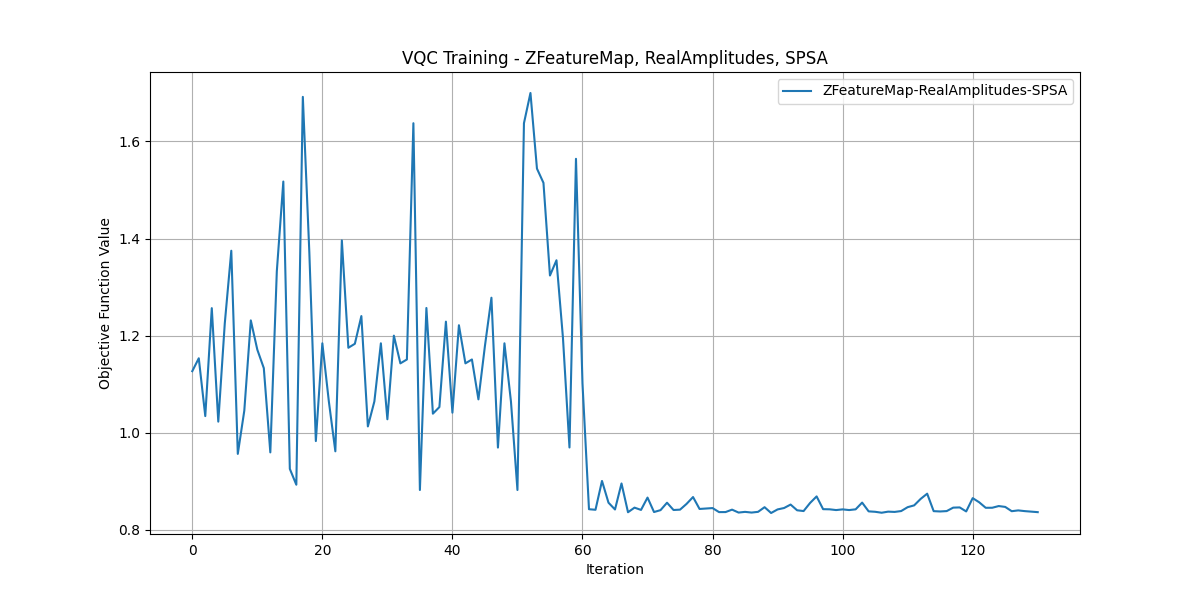 VQC Training - ZFeatureMap, RealAmplitudes, SPSA
ZFeatureMap-RealAmplitudes-SPSA
Objective Function Value
1.6
1.4
1.2
1.0
0.8
0 20 40 60 80 100 120
Iteration